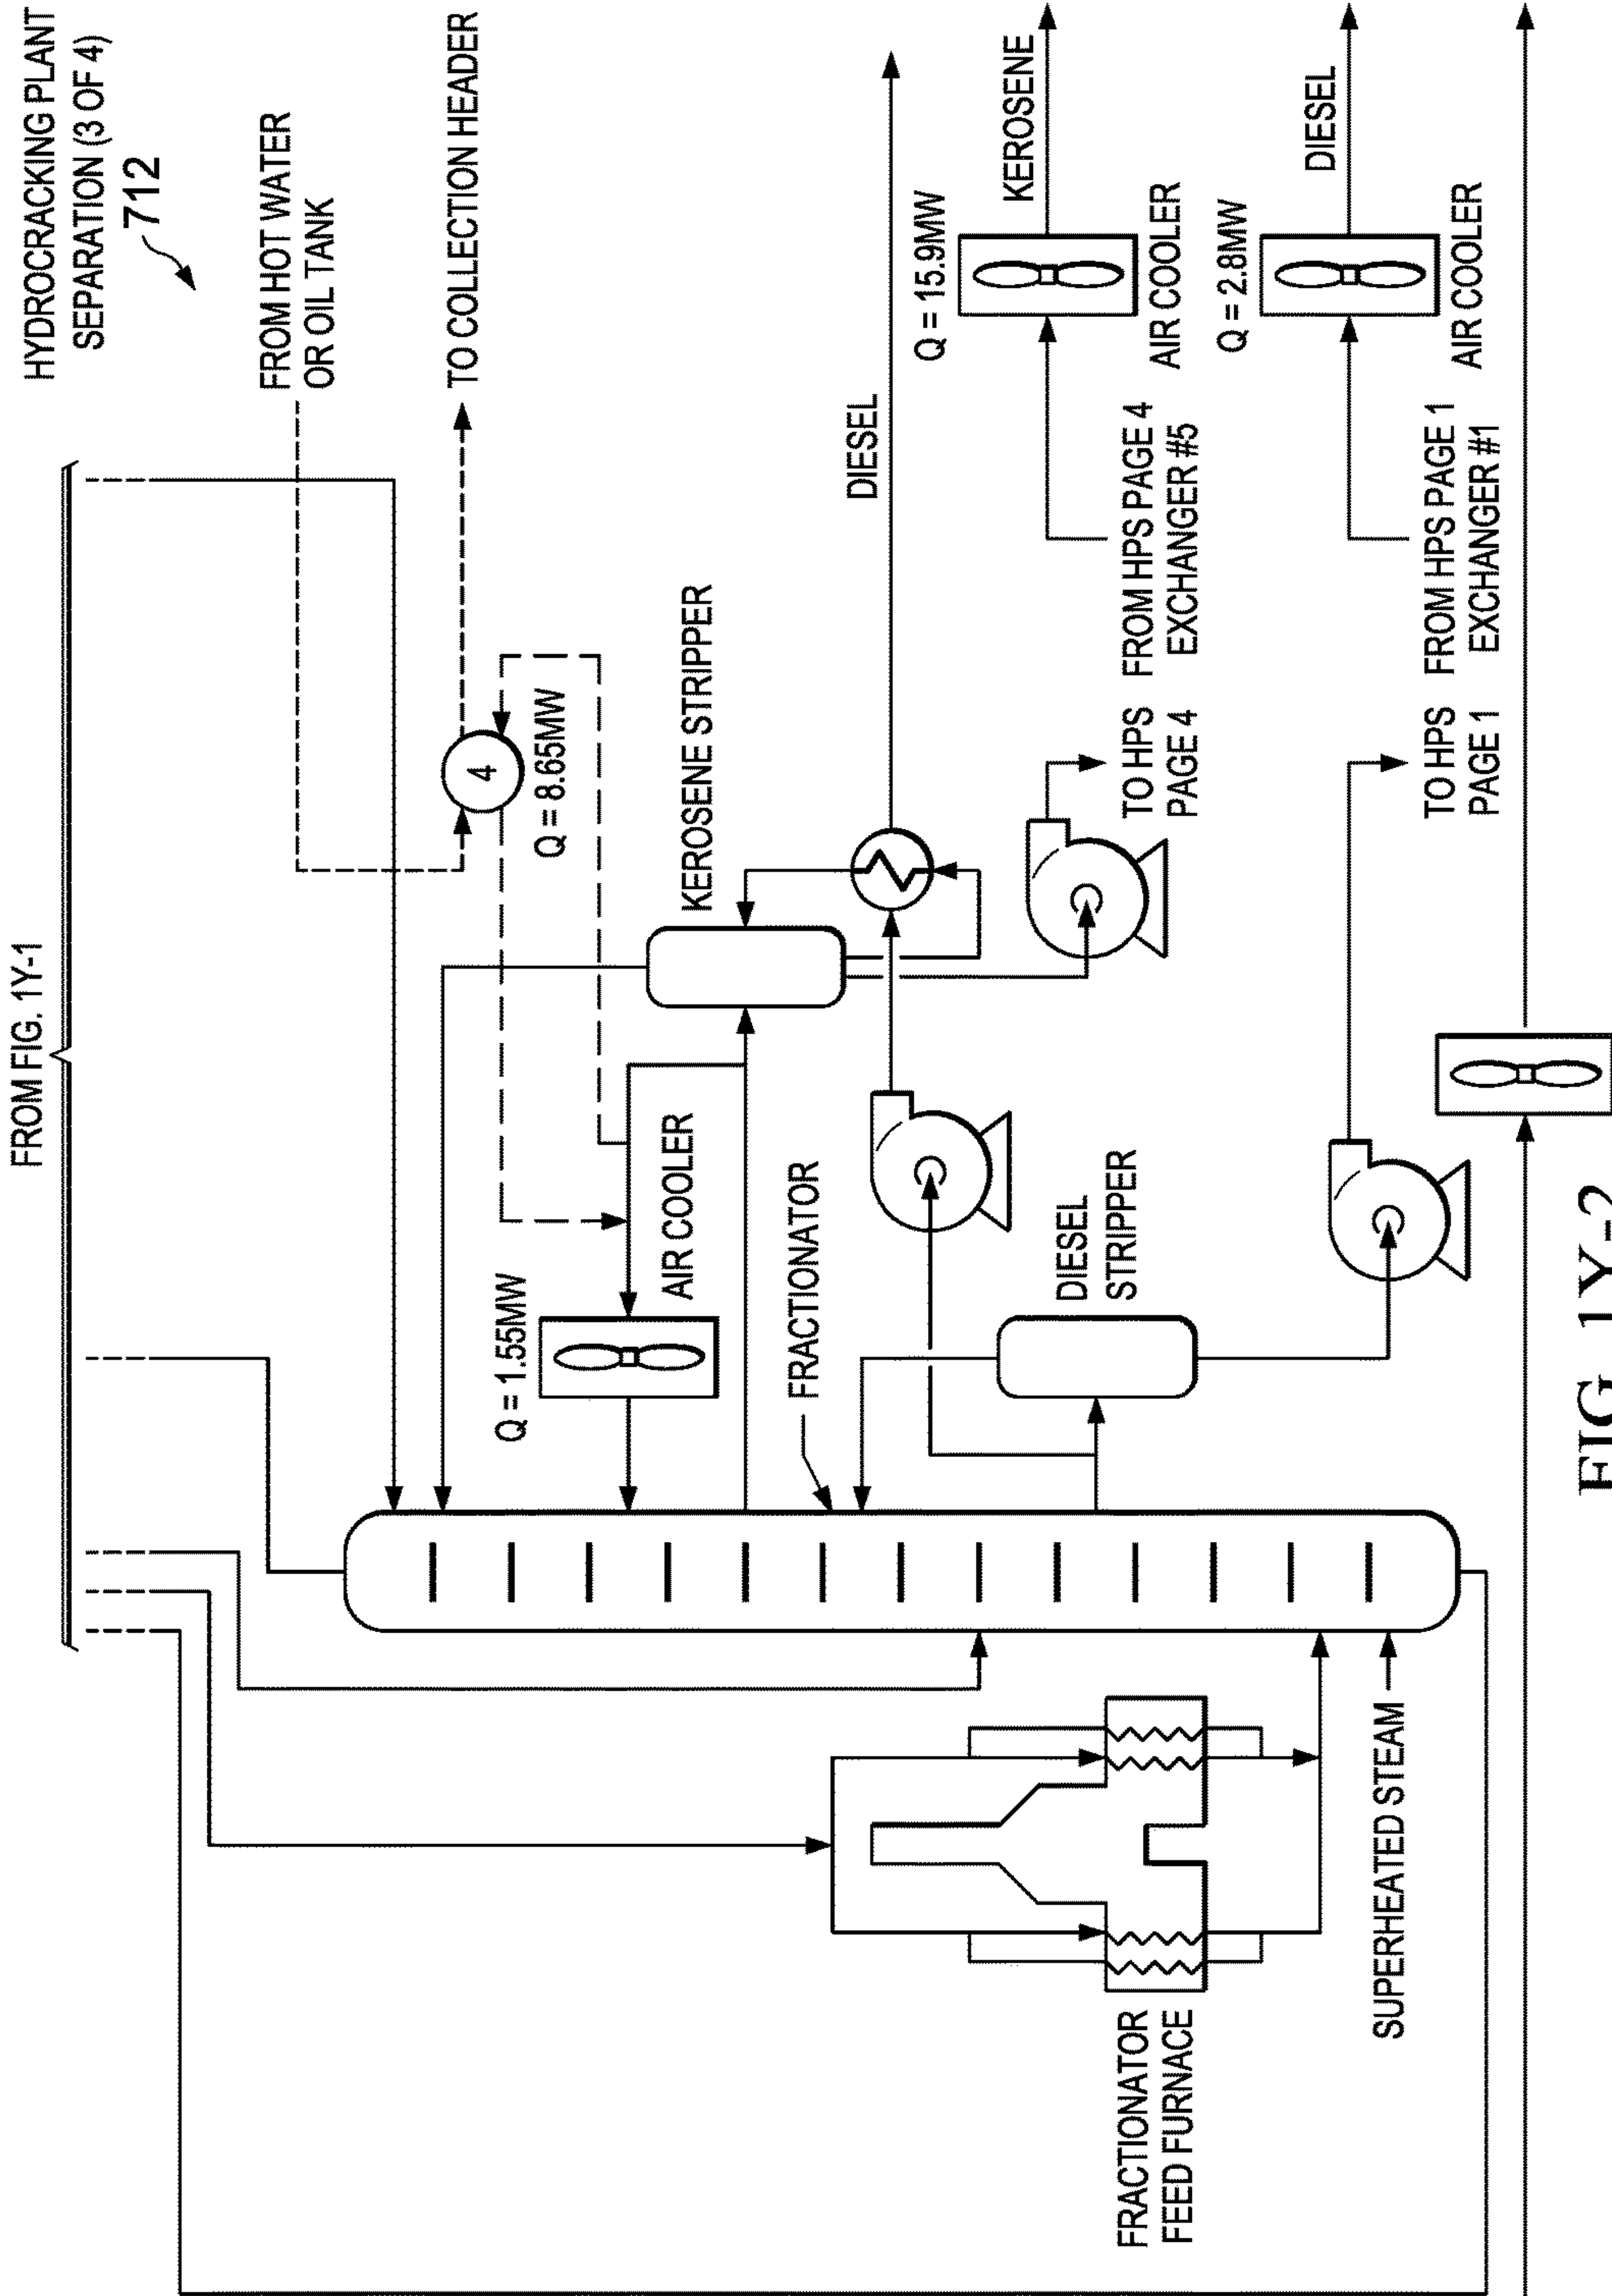 HYDROCRACKING PLANT
SEPARATION (3 OF 4)
712
FROM FIG. 1Y-1
FROM HOT WATER
OR OIL TANK
TO COLLECTION HEADER
4
Q = 8.65MW
Q = 1.55MW
AIR COOLER
KEROSENE STRIPPER
FRACTIONATOR
DIESEL
Q = 15.9MW
KEROSENE
AIR COOLER
TO HPS
PAGE 4
FROM HPS PAGE 4
EXCHANGER #5
DIESEL
STRIPPER
Q = 2.8MW
DIESEL
AIR COOLER
TO HPS
PAGE 1
FROM HPS PAGE 1
EXCHANGER #1
FRACTIONATOR
FEED FURNACE
SUPERHEATED STEAM
FIG. 1Y-2